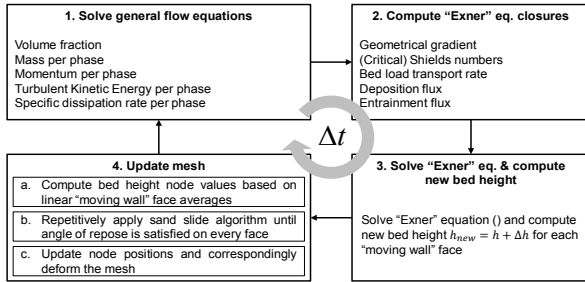 1. Solve general flow equations
Volume fraction
Mass per phase
Momentum per phase
Turbulent Kinetic Energy per phase
Specific dissipation rate per phase
2. Compute “Exner” eq. closures
Geometrical gradient
(Critical) Shields numbers
Bed load transport rate
Deposition flux
Entrainment flux
Δt
3. Solve “Exner” eq. & compute
new bed height
Solve “Exner” equation () and compute
new bed height h_new = h + Δh for each
“moving wall” face
4. Update mesh
a. Compute bed height node values based on
linear “moving wall” face averages
b. Repetitively apply sand slide algorithm until
angle of repose is satisfied on every face
c. Update node positions and correspondingly
deform the mesh